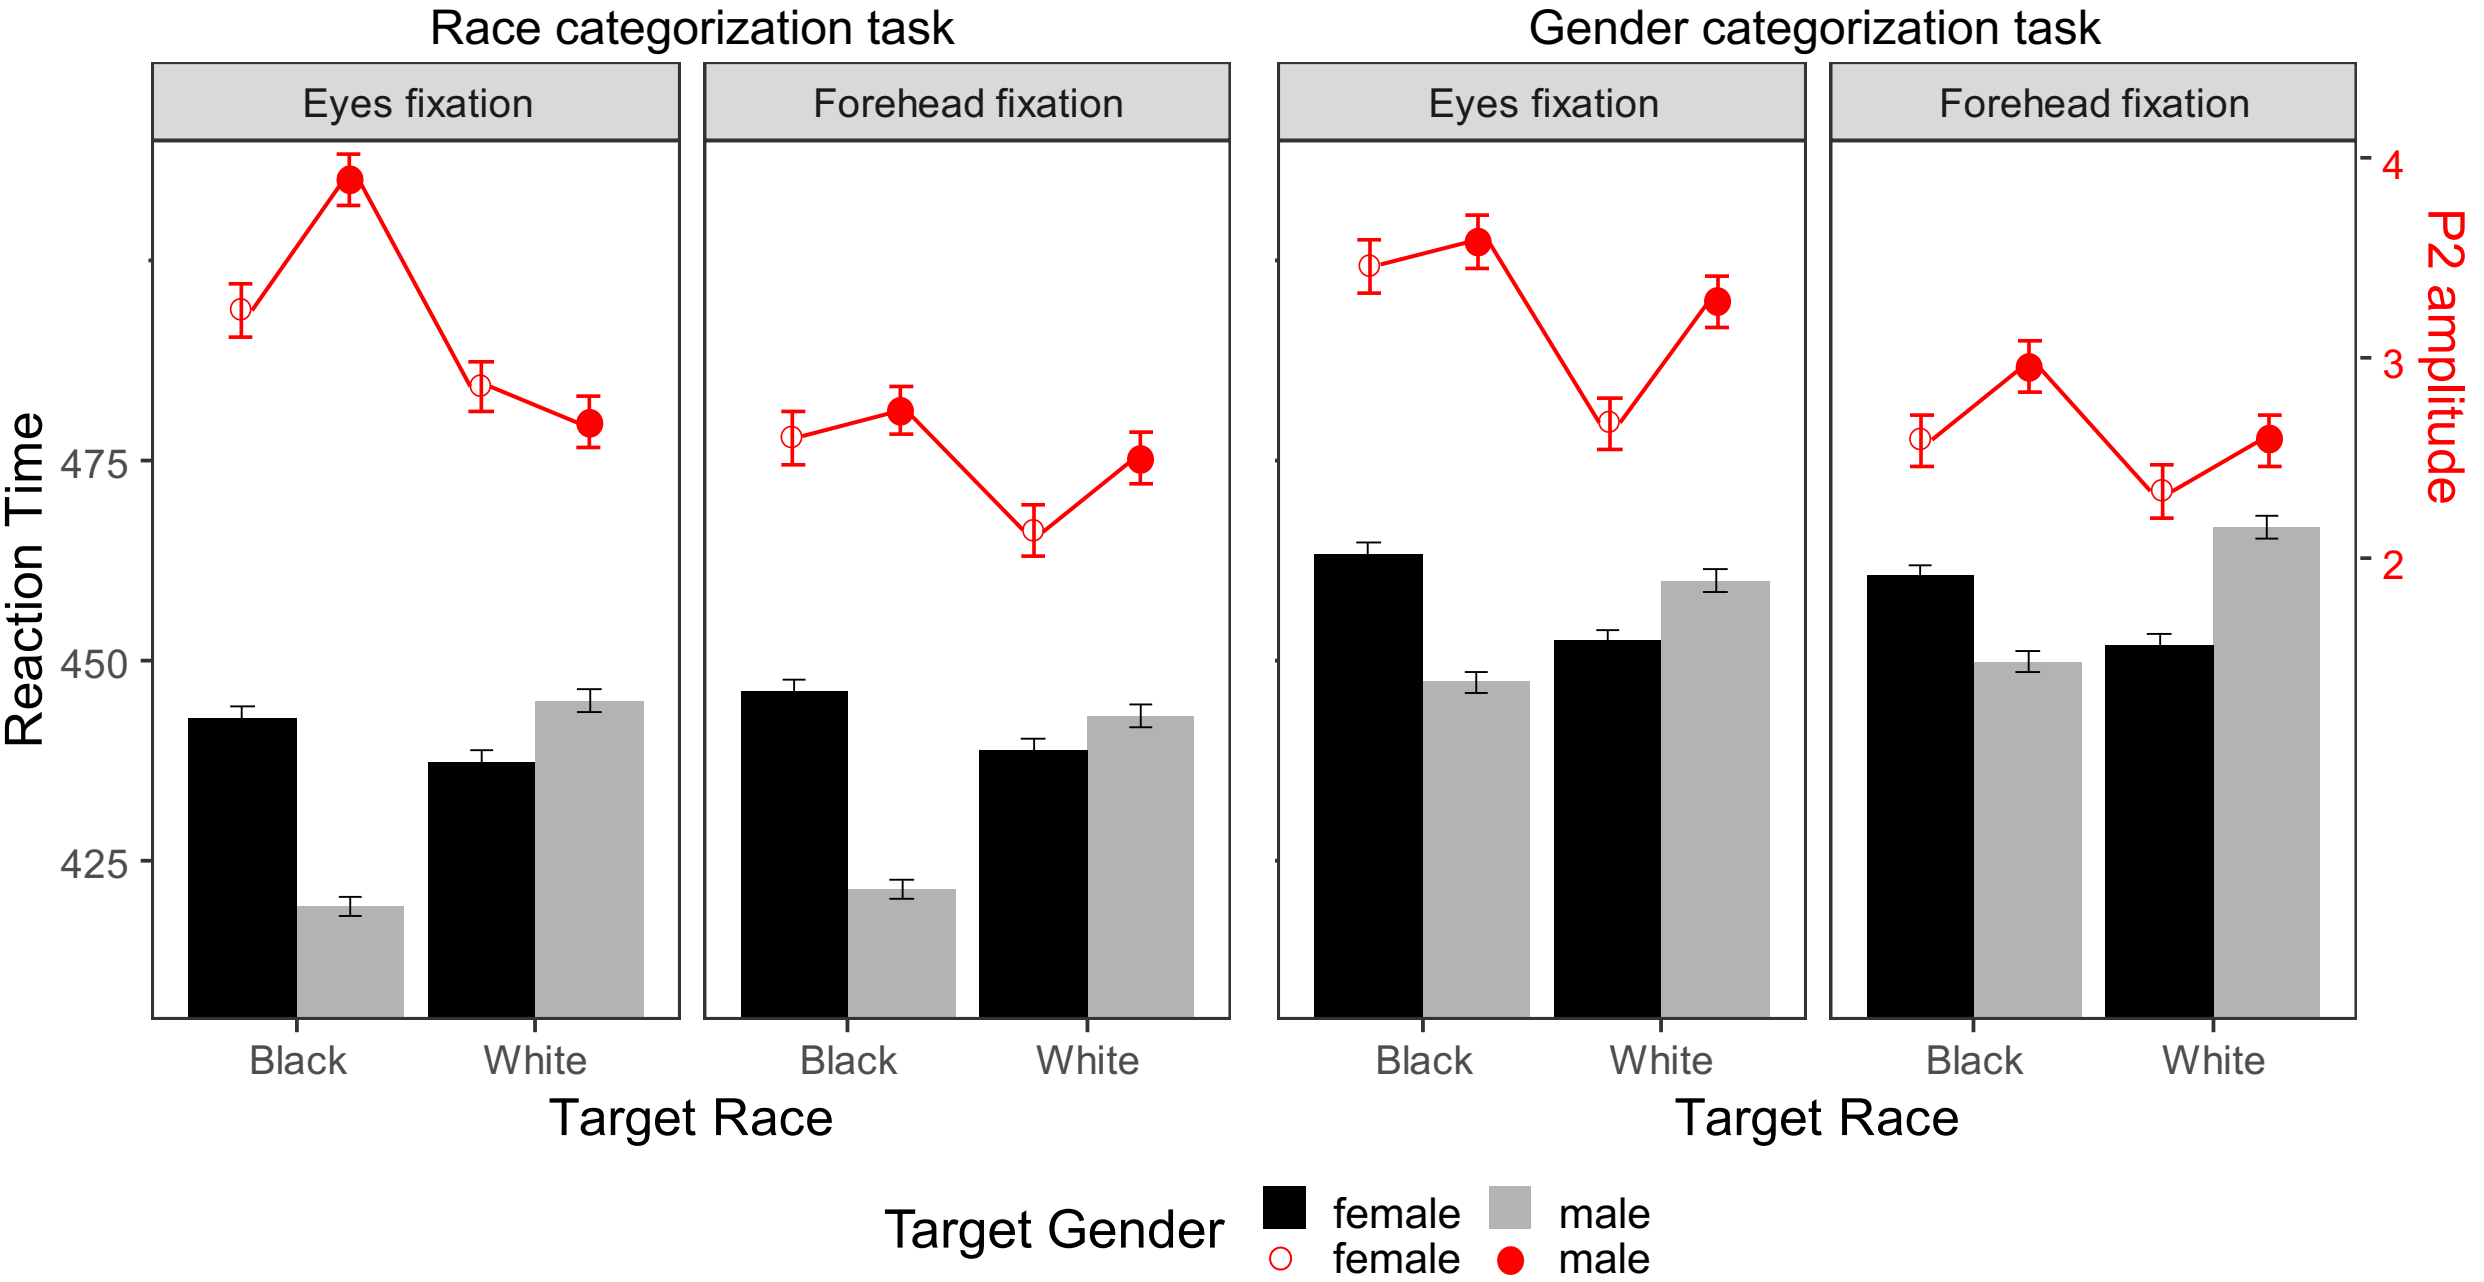 Race categorization task
Gender categorization task
Eyes fixation
Forehead fixation
Eyes fixation
Forehead fixation
Reaction Time
475
450
425
4
3
2
P2 amplitude
Black
White
Black
White
Black
White
Black
White
Target Race
Target Race
Target Gender
female
male
female
male